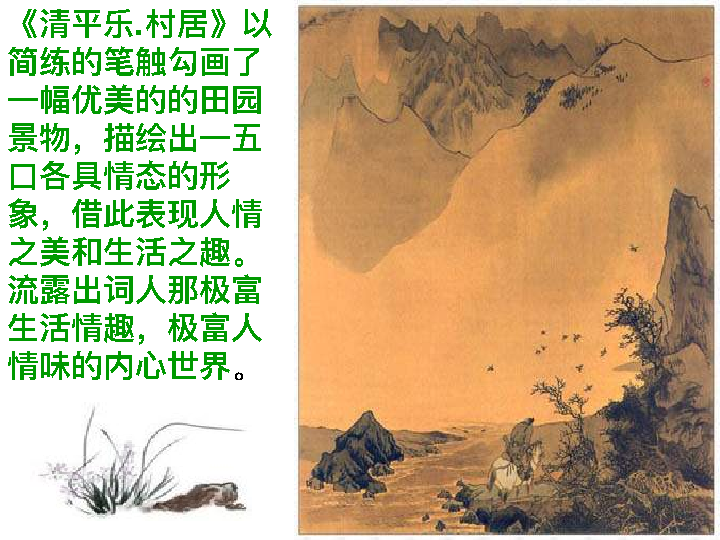 《清平乐.村居》以
简练的笔触勾画了
一幅优美的的田园
景物，描绘出一五
口各具情态的形
象，借此表现人情
之美和生活之趣。
流露出词人那极富
生活情趣，极富人
情味的内心世界。